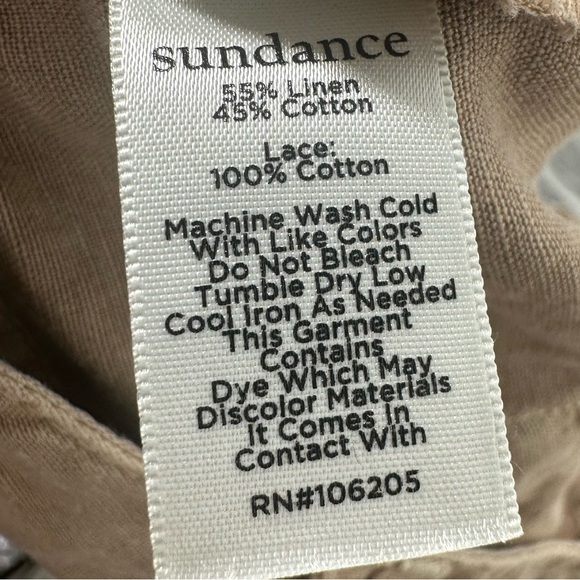 sundance
55% Linen
45% Cotton
Lace:
100% Cotton
Machine Wash Cold
With Like Colors
Do Not Bleach
Tumble Dry Low
Cool Iron As Needed
This Garment
Contains
Dye Which May
Discolor Materials
It Comes In
Contact With
RN#106205